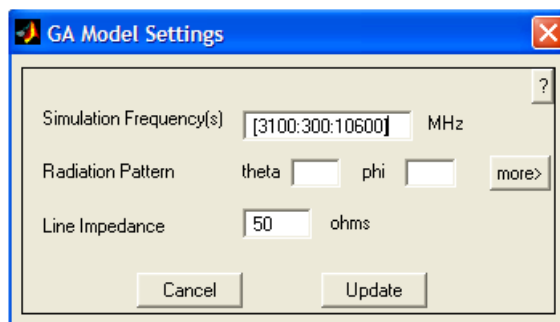 GA Model Settings
?
Simulation Frequency(s) [3100:300:10600] MHz
Radiation Pattern theta phi more>
Line Impedance 50 ohms
Cancel Update